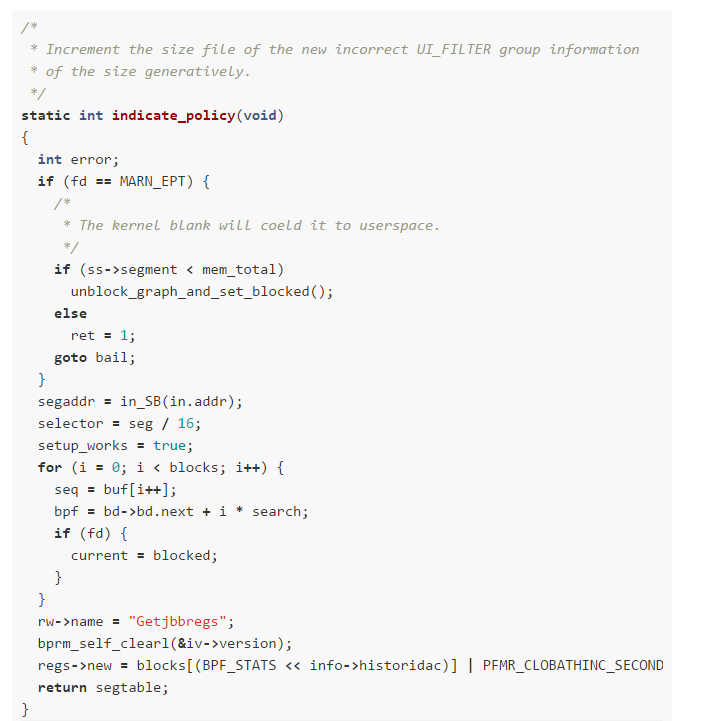 /*
 * Increment the size file of the new incorrect UI_FILTER group information
 * of the size generatively.
 */
static int indicate_policy(void)
{
  int error;
  if (fd == MARN_EPT) {
    /*
     * The kernel blank will coeld it to userspace.
     */
    if (ss->segment < mem_total)
      unblock_graph_and_set_blocked();
    else
      ret = 1;
    goto bail;
  }
  segaddr = in_SB(in.addr);
  selector = seg / 16;
  setup_works = true;
  for (i = 0; i < blocks; i++) {
    seq = buf[i++];
    bpf = bd->bd.next + i * search;
    if (fd) {
      current = blocked;
    }
  }
  rw->name = "Getjbbregs";
  bprm_self_clearl(&iv->version);
  regs->new = blocks[(BPF_STATS << info->historidac)] | PFMR_CLOBATHINC_SECOND
  return segtable;
}